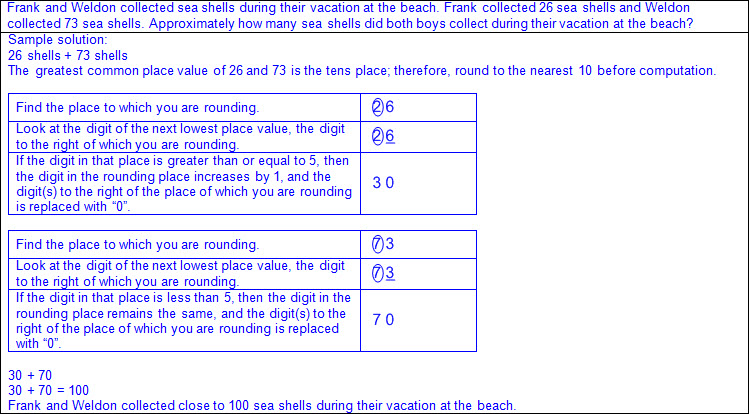 Frank and Weldon collected sea shells during their vacation at the beach. Frank collected 26 sea shells and Weldon
collected 73 sea shells. Approximately how many sea shells did both boys collect during their vacation at the beach?
Sample solution:
26 shells + 73 shells
The greatest common place value of 26 and 73 is the tens place; therefore, round to the nearest 10 before computation.
Find the place to which you are rounding.
26
Look at the digit of the next lowest place value, the digit
to the right of which you are rounding.
26
If the digit in that place is greater than or equal to 5, then
the digit in the rounding place increases by 1, and the
digit(s) to the right of the place of which you are rounding
is replaced with “0”.
3 0
Find the place to which you are rounding.
73
Look at the digit of the next lowest place value, the digit
to the right of which you are rounding.
73
If the digit in that place is less than 5, then the digit in the
rounding place remains the same, and the digit(s) to the
right of the place of which you are rounding is replaced
with “0”.
7 0
30 + 70
30 + 70 = 100
Frank and Weldon collected close to 100 sea shells during their vacation at the beach.